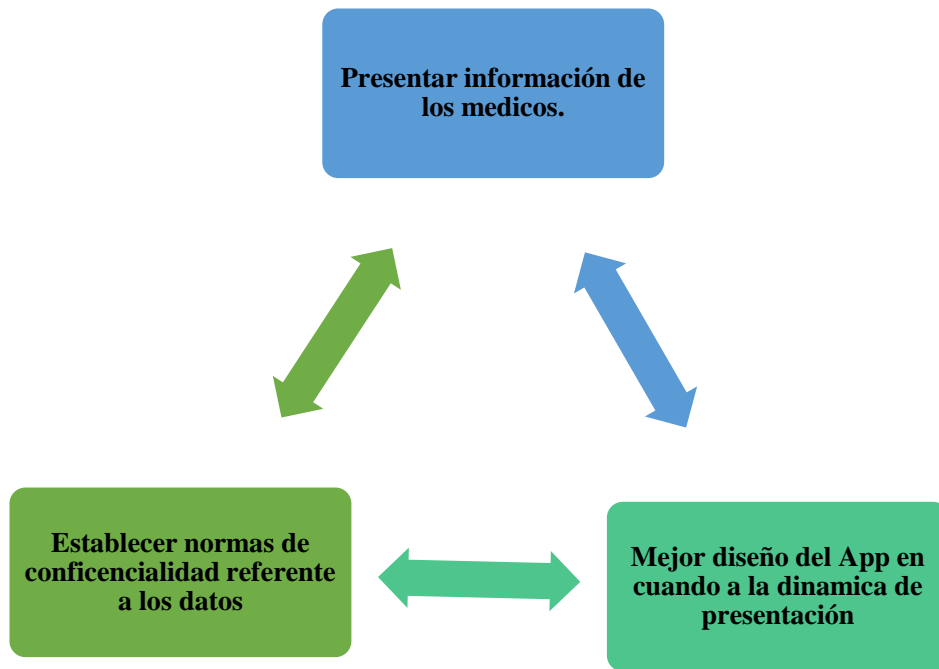 Presentar información de
los medicos.
Establecer normas de
conficencialidad referente
a los datos
Mejor diseño del App en
cuando a la dinamica de
presentación